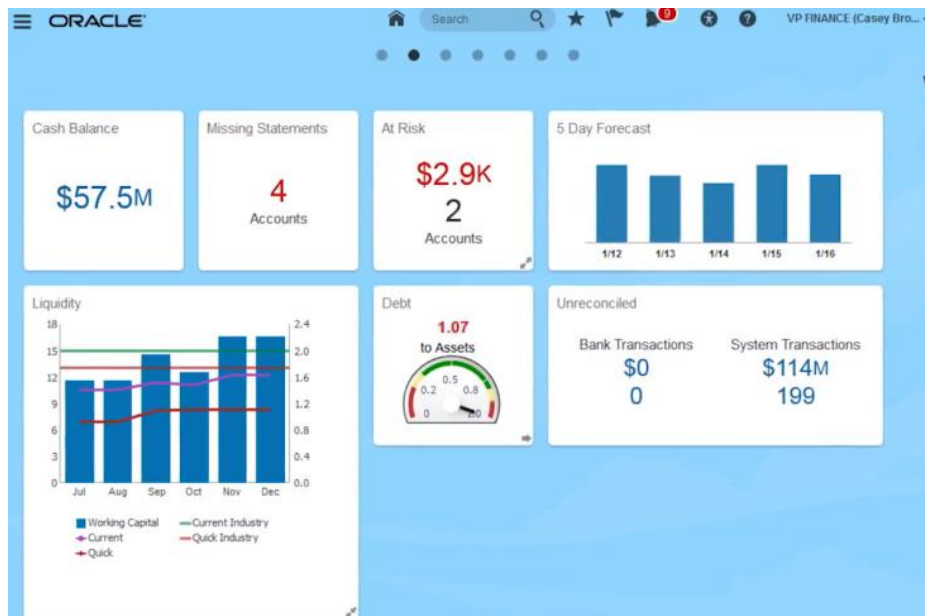 ORACLE
Search
9
VP FINANCE (Casey Bro...
Cash Balance
$57.5M
Missing Statements
4
Accounts
At Risk
$2.9K
2
Accounts
5 Day Forecast
1/12 1/13 1/14 1/15 1/16
Liquidity
18 2.4
15 2.0
12 1.6
9 1.2
6 0.8
3 0.4
0 0.0
Jul Aug Sep Oct Nov Dec
Working Capital Current Industry
Current Quick Industry
Quick
Debt
1.07
to Assets
0.5
0.2 0.8
0
Unreconciled
Bank Transactions System Transactions
$0 $114M
0 199